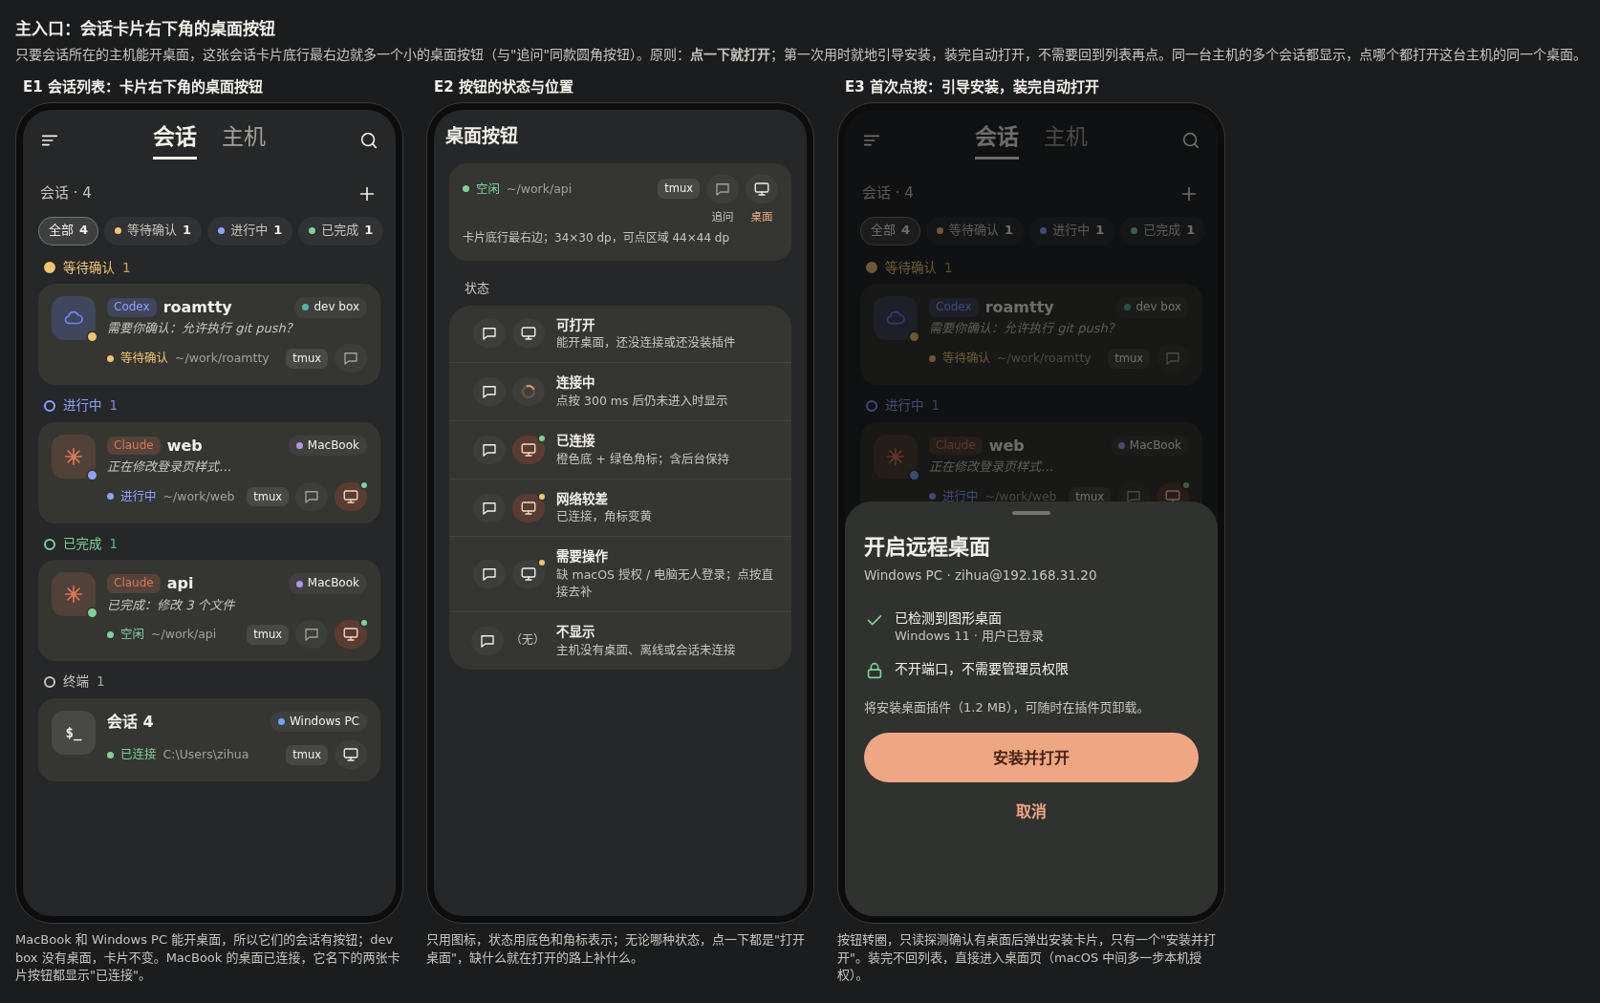 主入口：会话卡片右下角的桌面按钮
只要会话所在的主机能开桌面，这张会话卡片底行最右边就多一个小的桌面按钮（与"追问"同款圆角按钮）。原则：点一下就打开；第一次用时就地引导安装，装完自动打开，不需要回到列表再点。同一台主机的多个会话都显示，点哪个都打开这台主机的同一个桌面。
E1 会话列表：卡片右下角的桌面按钮
会话 主机
会话 · 4
全部 4 等待确认 1 进行中 1 已完成 1
等待确认 1
Codex roamtty dev box
需要你确认：允许执行 git push?
等待确认 ~/work/roamtty tmux
进行中 1
Claude web MacBook
正在修改登录页样式…
进行中 ~/work/web tmux
已完成 1
Claude api MacBook
已完成：修改 3 个文件
空闲 ~/work/api tmux
终端 1
$_ 会话 4 Windows PC
已连接 C:\Users\zihua tmux
MacBook 和 Windows PC 能开桌面，所以它们的会话有按钮；dev
box 没有桌面，卡片不变。MacBook 的桌面已连接，它名下的两张卡
片按钮都显示"已连接"。
E2 按钮的状态与位置
桌面按钮
空闲 ~/work/api tmux
追问 桌面
卡片底行最右边；34×30 dp，可点区域 44×44 dp
状态
可打开
能开桌面，还没连接或还没装插件
连接中
点按 300 ms 后仍未进入时显示
已连接
橙色底 + 绿色角标；含后台保持
网络较差
已连接，角标变黄
需要操作
缺 macOS 授权 / 电脑无人登录；点按直
接去补
（无） 不显示
主机没有桌面、离线或会话未连接
只用图标，状态用底色和角标表示；无论哪种状态，点一下都是"打开
桌面"，缺什么就在打开的路上补什么。
E3 首次点按：引导安装，装完自动打开
会话 主机
会话 · 4
全部 4 等待确认 1 进行中 1 已完成 1
等待确认 1
Codex roamtty dev box
需要你确认：允许执行 git push?
等待确认 ~/work/roamtty tmux
进行中 1
Claude web MacBook
正在修改登录页样式…
进行中 ~/work/web tmux
开启远程桌面
Windows PC · zihua@192.168.31.20
已检测到图形桌面
Windows 11 · 用户已登录
不开端口，不需要管理员权限
将安装桌面插件（1.2 MB），可随时在插件页卸载。
安装并打开
取消
按钮转圈，只读探测确认有桌面后弹出安装卡片，只有一个"安装并打
开"。装完不回列表，直接进入桌面页（macOS 中间多一步本机授
权）。